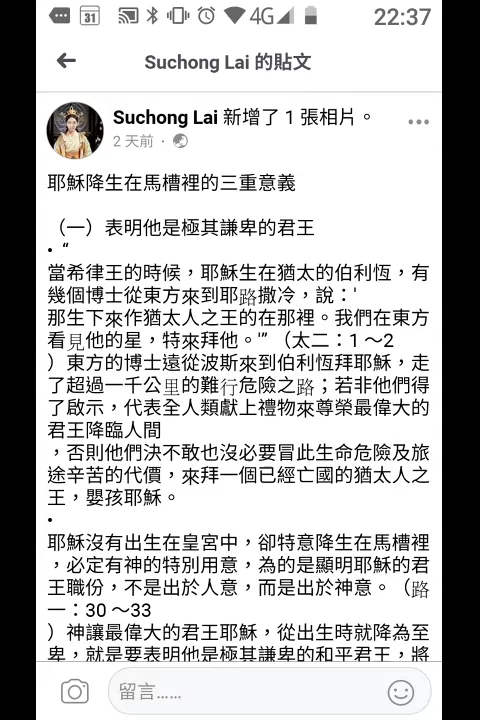 31 4G 22:37
Suchong Lai 的貼文
Suchong Lai 新增了 1 張相片。
2 天前 ·
耶穌降生在馬槽裡的三重意義
（一）表明他是極其謙卑的君王
• “
當希律王的時候，耶穌生在猶太的伯利恆，有
幾個博士從東方來到耶路撒冷，說：'
那生下來作猶太人之王的在那裡。我們在東方
看見他的星，特來拜他。'” （太二：1 ～2
）東方的博士遠從波斯來到伯利恆拜耶穌，走
了超過一千公里的難行危險之路；若非他們得
了啟示，代表全人類獻上禮物來尊榮最偉大的
君王降臨人間
，否則他們決不敢也沒必要冒此生命危險及旅
途辛苦的代價，來拜一個已經亡國的猶太人之
王，嬰孩耶穌。
•
耶穌沒有出生在皇宮中，卻特意降生在馬槽裡
，必定有神的特別用意，為的是顯明耶穌的君
王職份，不是出於人意，而是出於神意。（路
一：30 ～33
）神讓最偉大的君王耶穌，從出生時就降為至
卑，就是要表明他是極其謙卑的和平君王，將
留言......